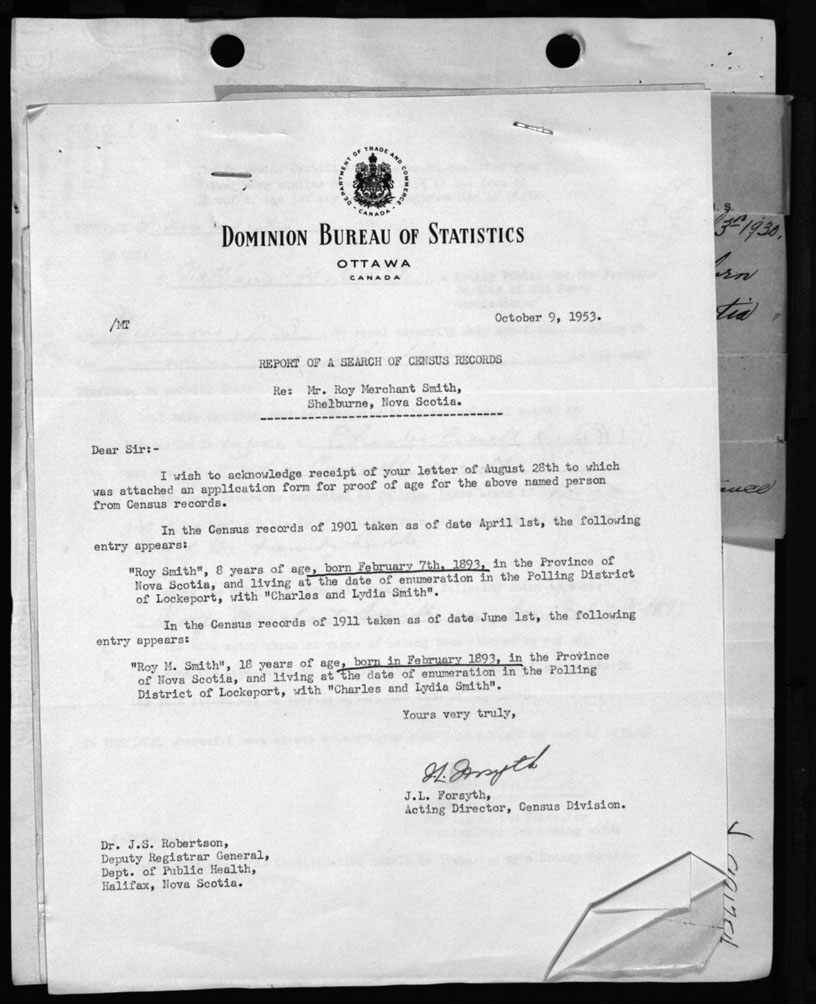 DEPARTMENT OF TRADE AND COMMERCE
- CANADA -
DOMINION BUREAU OF STATISTICS
OTTAWA
CANADA
October 9, 1953.
/MT
REPORT OF A SEARCH OF CENSUS RECORDS
Re: Mr. Roy Merchant Smith,
Shelburne, Nova Scotia.
Dear Sir:-
I wish to acknowledge receipt of your letter of August 28th to which
was attached an application form for proof of age for the above named person
from Census records.
In the Census records of 1901 taken as of date April 1st, the following
entry appears:
"Roy Smith", 8 years of age, born February 7th, 1893, in the Province of
Nova Scotia, and living at the date of enumeration in the Polling District
of Lockeport, with "Charles and Lydia Smith".
In the Census records of 1911 taken as of date June 1st, the following
entry appears:
"Roy M. Smith", 18 years of age, born in February 1893, in the Province
of Nova Scotia, and living at the date of enumeration in the Polling
District of Lockeport, with "Charles and Lydia Smith".
Yours very truly,
J.L. Forsyth,
Acting Director, Census Division.
Dr. J.S. Robertson,
Deputy Registrar General,
Dept. of Public Health,
Halifax, Nova Scotia.
3rd 1930.